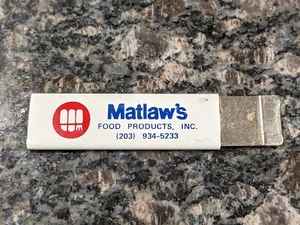 Matlaw's
FOOD PRODUCTS, INC.
(203) 934-5233